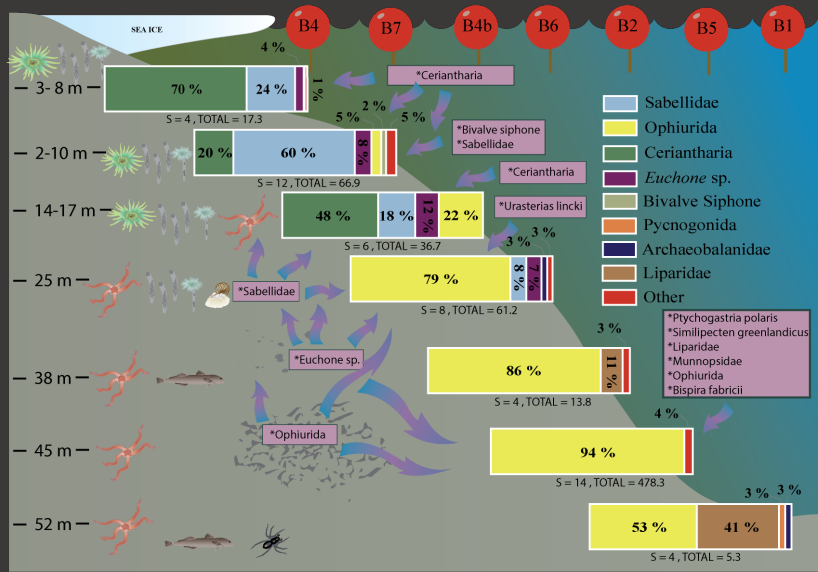 SEA ICE
B4
B7
B4b
B6
B2
B5
B1
4 %
3- 8 m
70 %
24 %
1 %
*Ceriantharia
S = 4 , TOTAL = 17.3
5 %
2 %
5 %
*Bivalve siphone
*Sabellidae
2-10 m
20 %
60 %
8 %
S = 12 , TOTAL = 66.9
*Ceriantharia
14-17 m
48 %
18 %
12 %
22 %
*Urasterias lincki
S = 6 , TOTAL = 36.7
3 %
3 %
25 m
*Sabellidae
79 %
8 %
7 %
S = 8 , TOTAL = 61.2
Sabellidae
Ophiurida
Ceriantharia
Euchone sp.
Bivalve Siphone
Pycnogonida
Archaeobalanidae
Liparidae
Other
*Ptychogastria polaris
*Similipecten greenlandicus
*Liparidae
*Munnopsidae
*Ophiurida
*Bispira fabricii
*Euchone sp.
3 %
38 m
86 %
11 %
S = 4 , TOTAL = 13.8
*Ophiurida
4 %
45 m
94 %
S = 14 , TOTAL = 478.3
3 %
3 %
52 m
53 %
41 %
S = 4 , TOTAL = 5.3